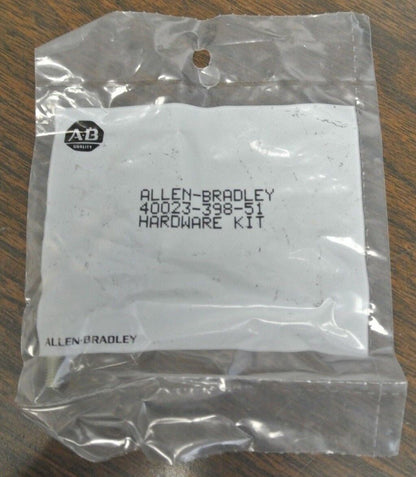 AB
QUALITY
ALLEN-BRADLEY
40023-398-51
HARDWARE KIT
ALLEN-BRADLEY